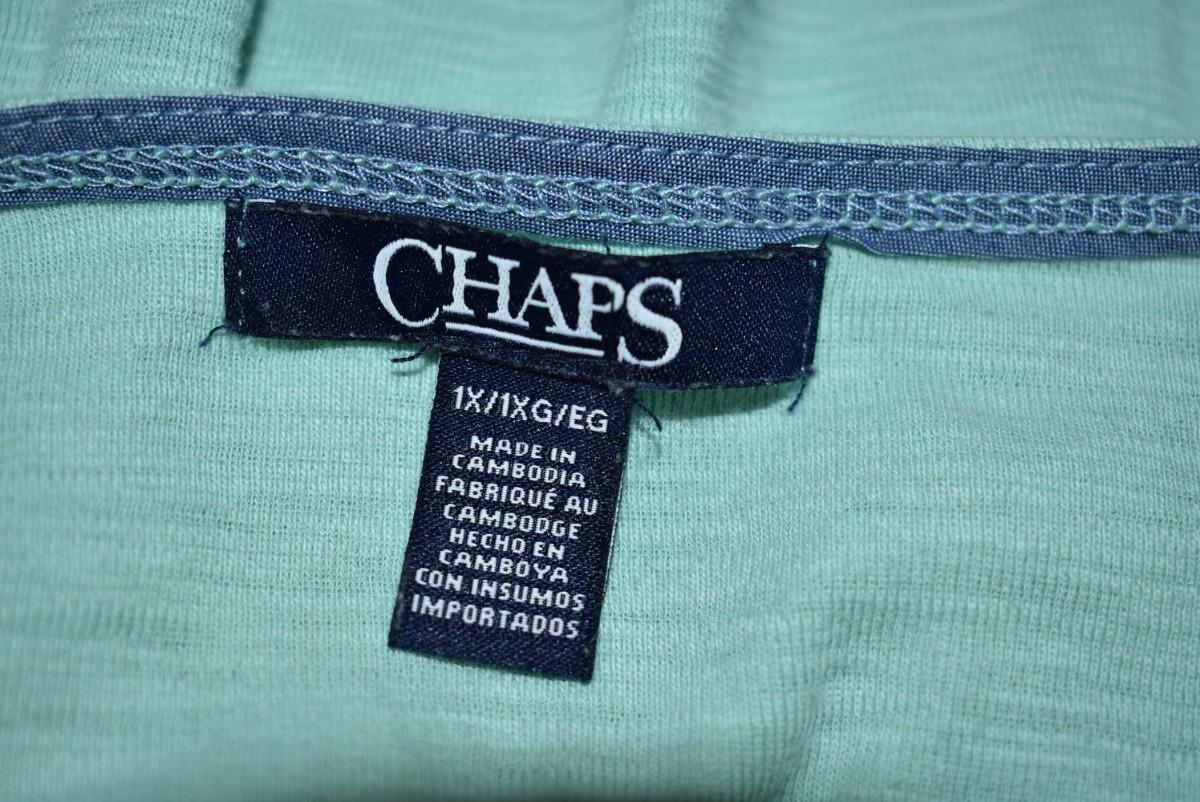 CHAPS
1X/1XG/EG
MADE IN
CAMBODIA
FABRIQUÉ AU
CAMBODGE
HECHO EN
CAMBOYA
CON INSUMOS
IMPORTADOS